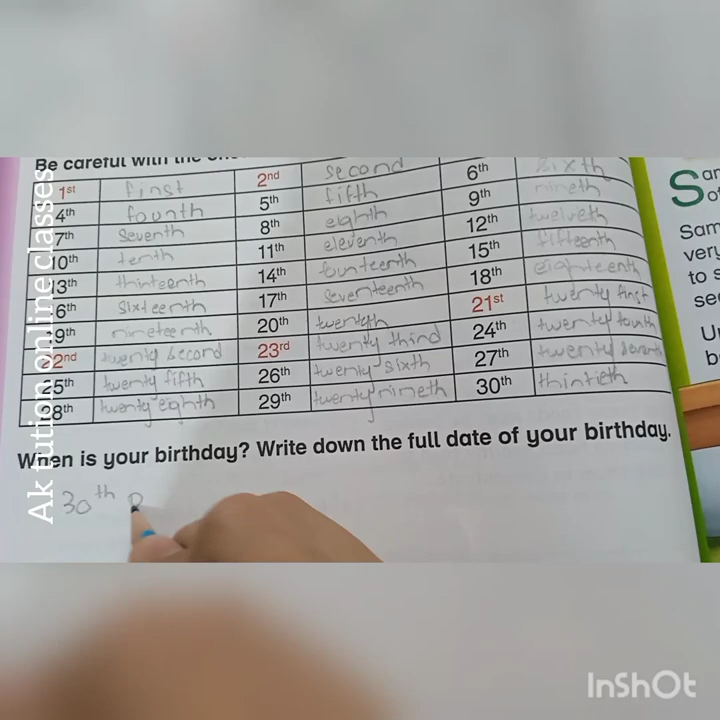 Be careful with the
1st first 2nd second 6th sixth
4th fourth 5th fifth 9th nineth
7th seventh 8th eighth 12th twelveth
10th tenth 11th eleventh 15th fifteenth
13th thirteenth 14th fourteenth 18th eighteenth
16th sixteenth 17th seventeenth 21st twenty first
19th nineteenth 20th 24th twenty fourth
22nd twenty second 23rd twenty third 27th twenty seventh
25th twenty fifth 26th twenty sixth 30th thirtieth
28th twenty eighth 29th twenty nineth
When is your birthday? Write down the full date of your birthday.
30th
Sam
very
to s
Ak tution online classes
InShOt